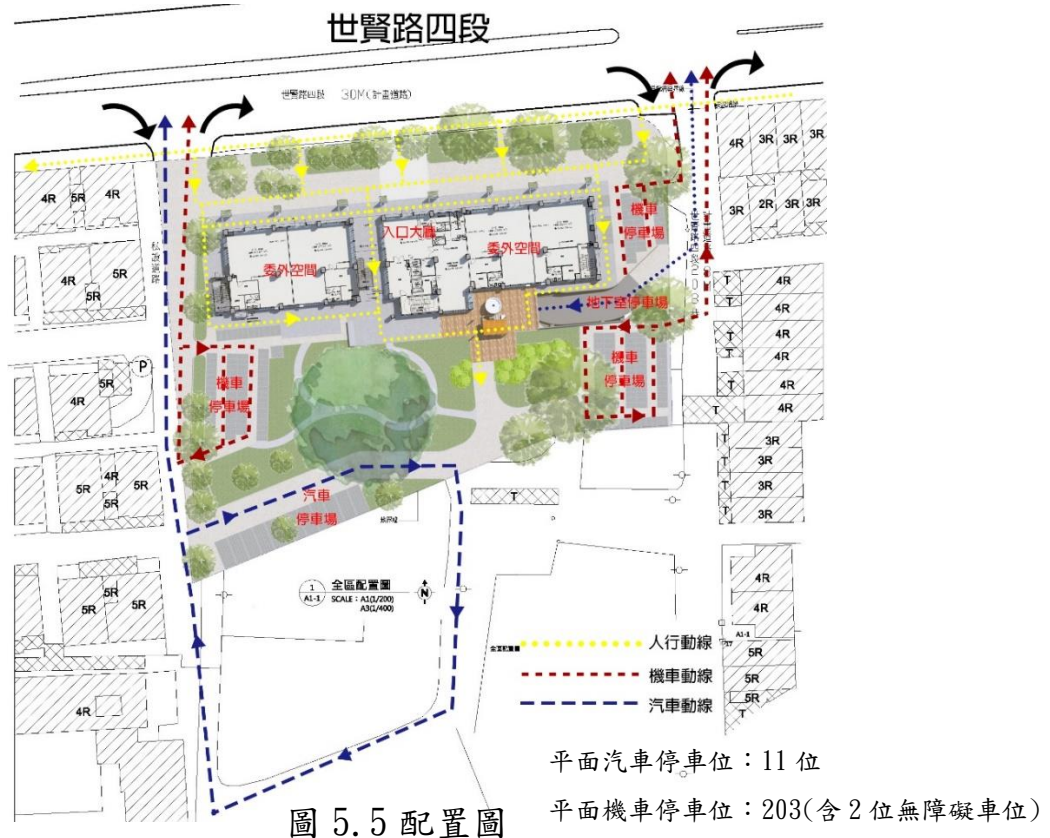 世賢路四段
世賢路四段 30M(計畫道路)
4R
5R
4R
4R
3R
3R
3R
3R
2R
3R
3R
機車
停車場
入口大廳
委外空間
委外空間
4R
5R
4R
5R
T
4R
地下室停車場
4R
T
4R
T
4R
機車
停車場
機車
停車場
P
5R
4R
T
4R
T
4R
3R
3R
5R
4R
5R
5R
汽車
停車場
T
T
3R
T
3R
1
A1-1
全區配置圖
SCALE : A1(1/200)
A3(1/400)
N
5R
5R
5R
4R
4R
人行動線
A1-1
5R
機車動線
5R
5R
汽車動線
T
4R
平面汽車停車位：11 位
圖 5.5 配置圖
平面機車停車位：203(含 2 位無障礙車位)